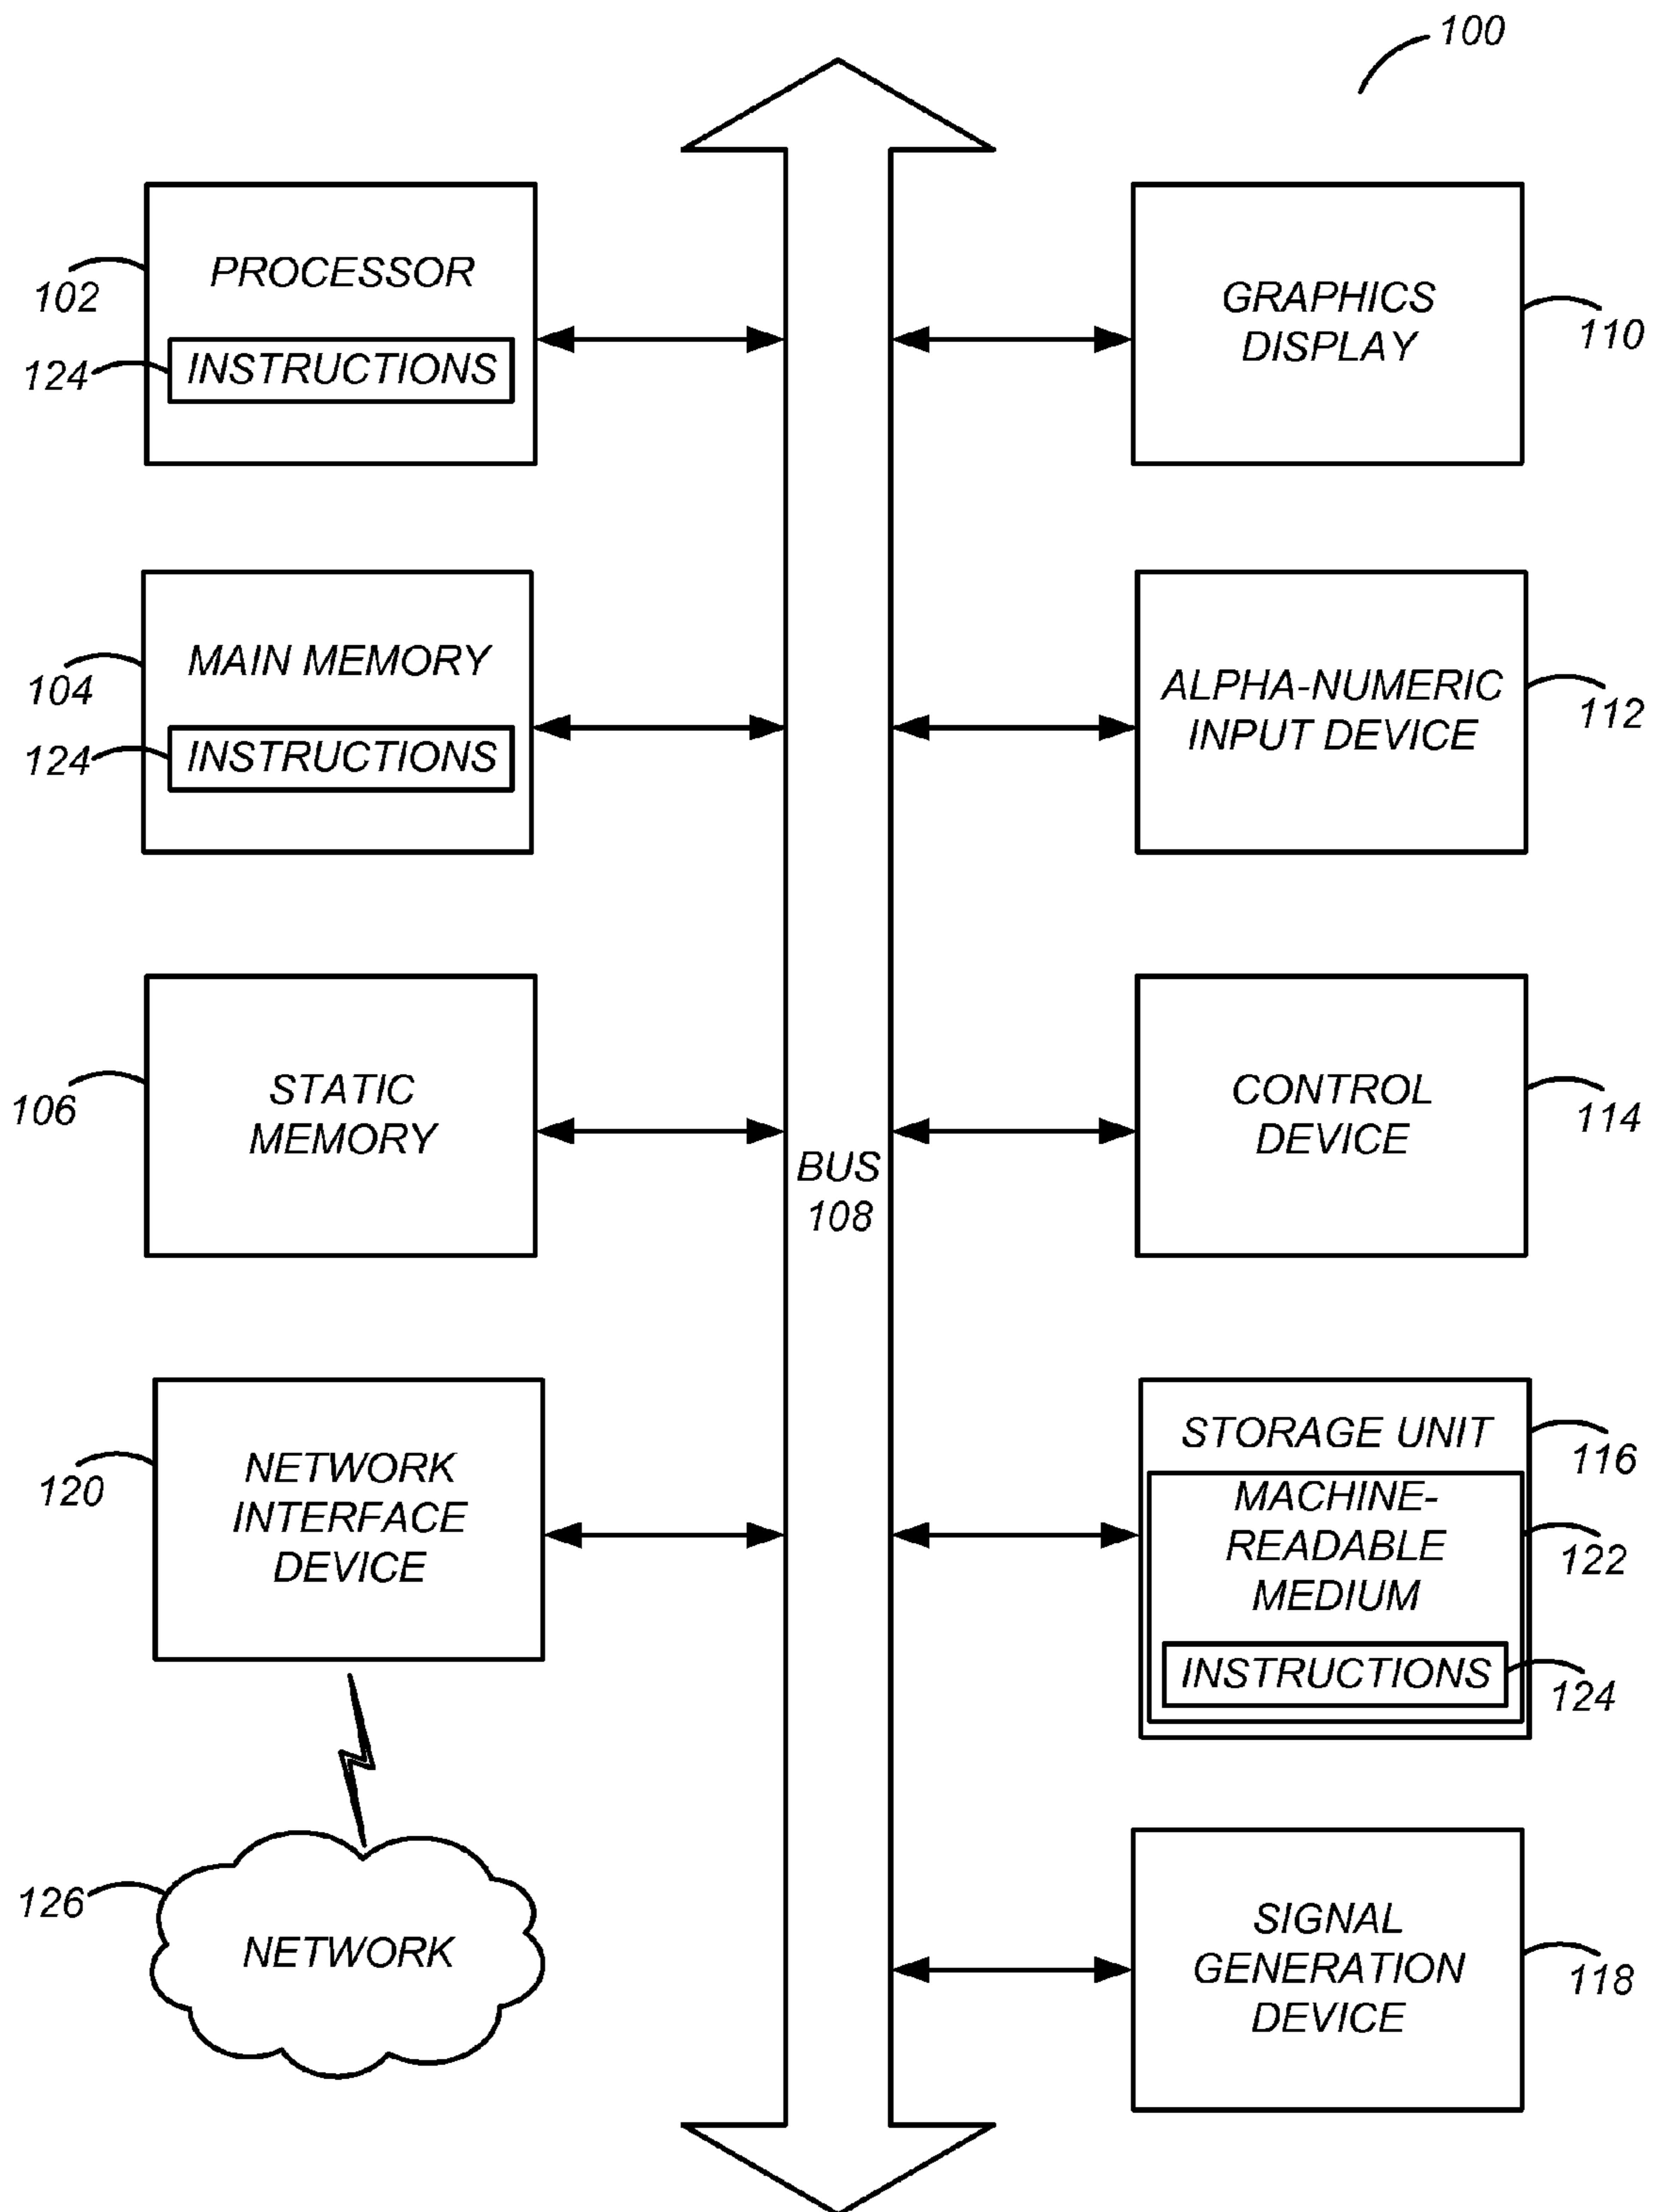 100
PROCESSOR
102
124
INSTRUCTIONS
GRAPHICS
DISPLAY
110
MAIN MEMORY
104
124
INSTRUCTIONS
ALPHA-NUMERIC
INPUT DEVICE
112
STATIC
MEMORY
106
BUS
108
CONTROL
DEVICE
114
NETWORK
INTERFACE
DEVICE
120
STORAGE UNIT
116
MACHINE-
READABLE
MEDIUM
122
INSTRUCTIONS
124
126
NETWORK
SIGNAL
GENERATION
DEVICE
118